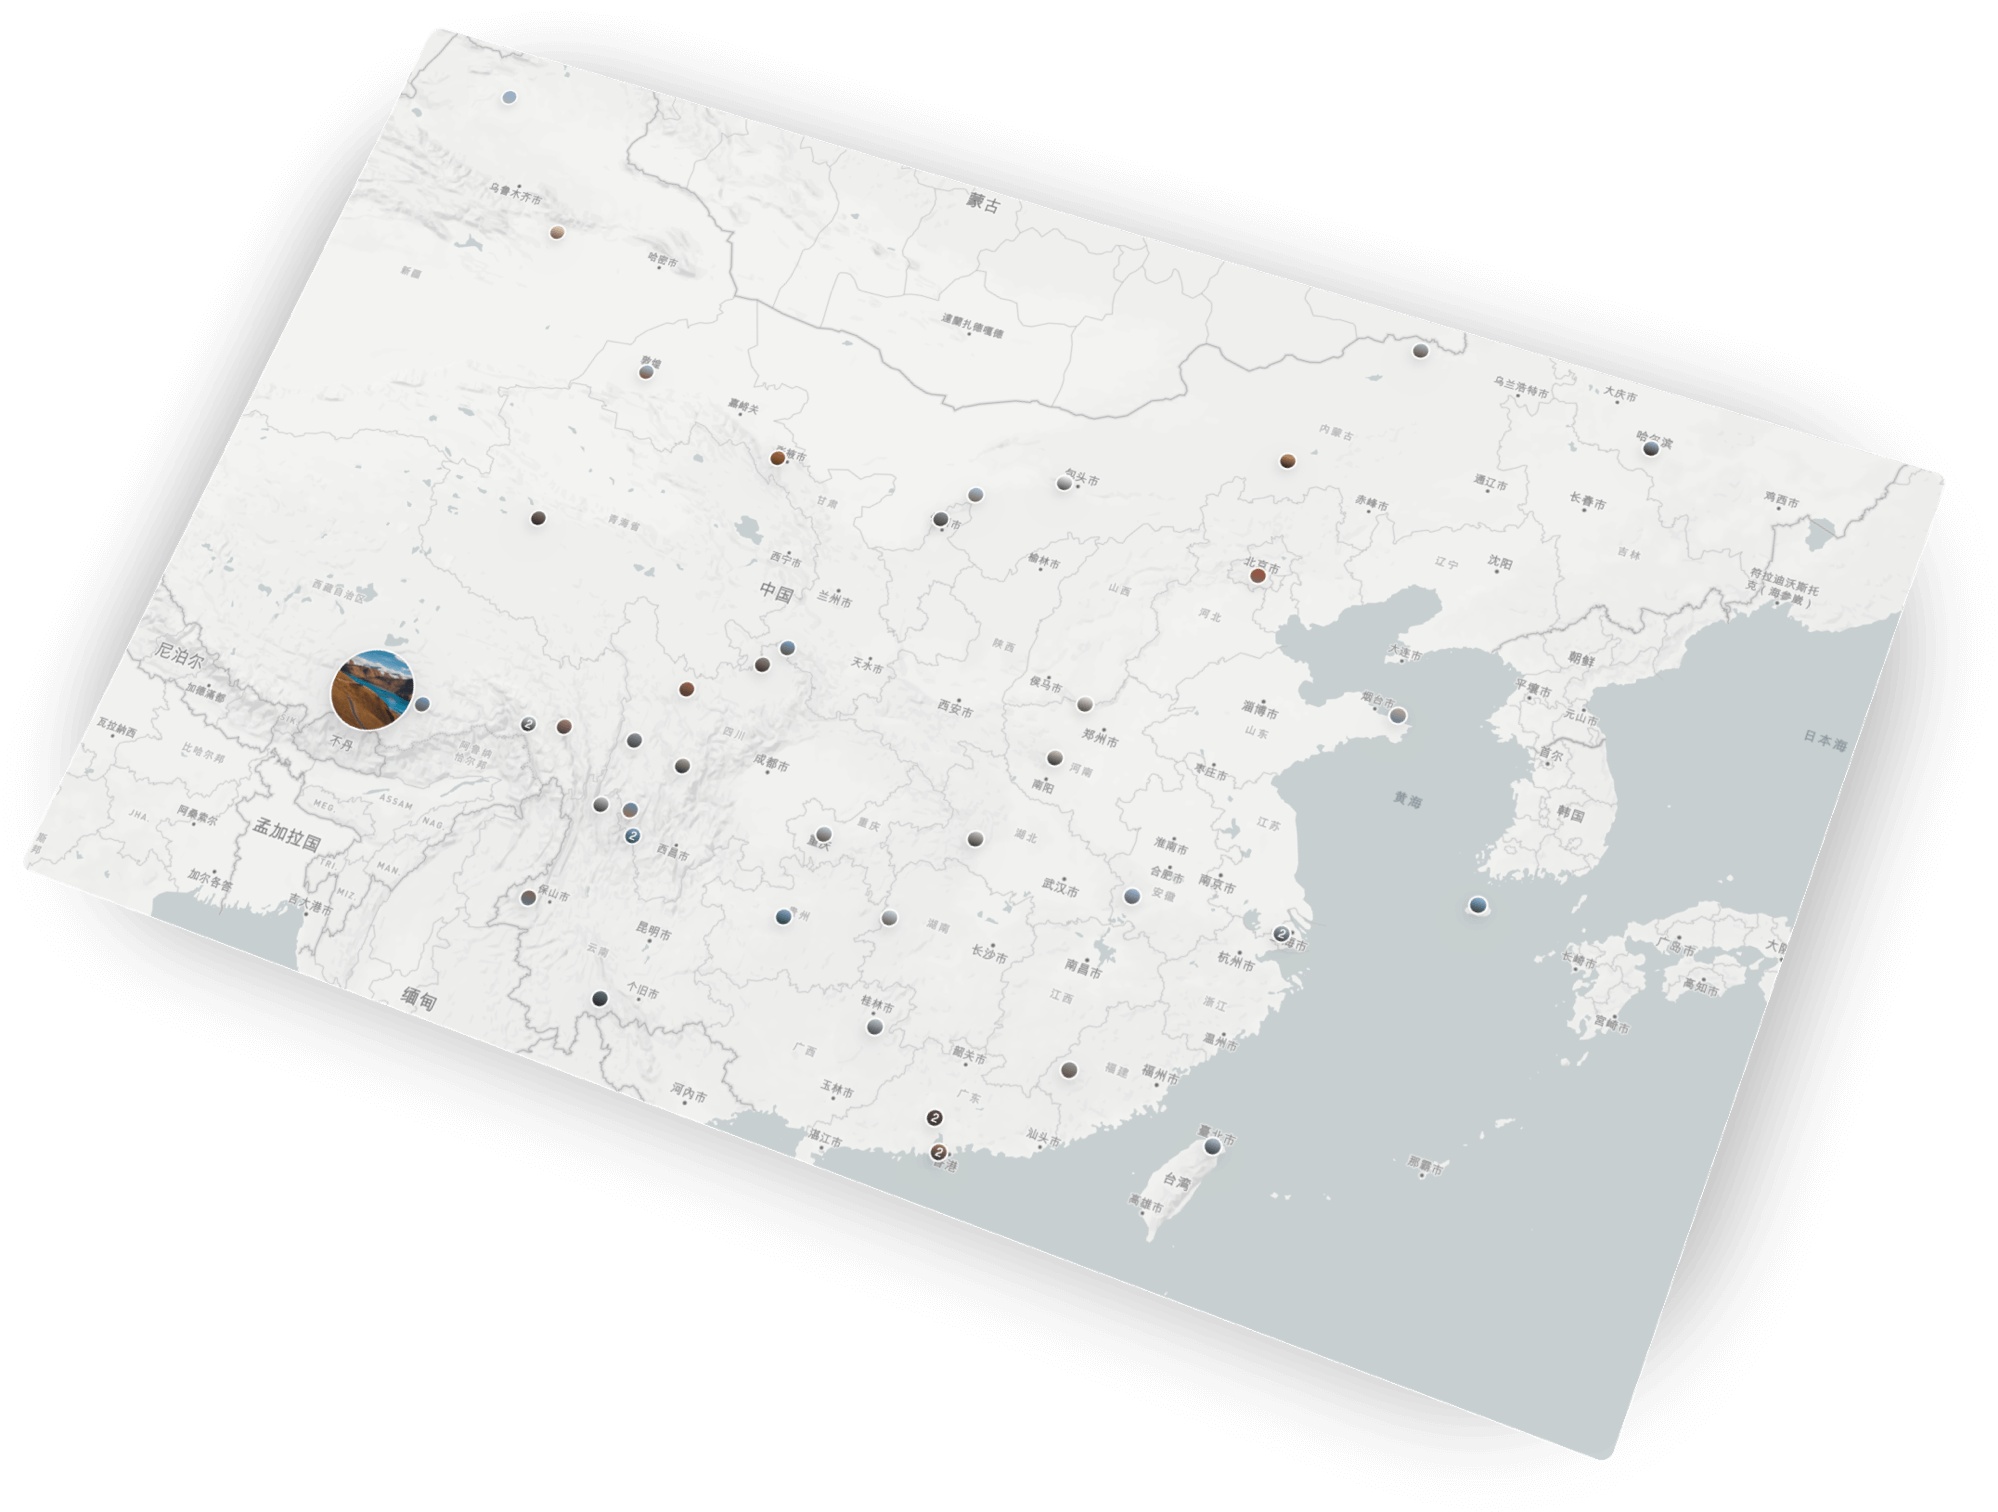 乌鲁木齐市
蒙古
哈密市
新疆
達蘭扎德嘎德
敦煌
嘉峪关
乌兰浩特市
大庆市
哈尔滨
内蒙古
包头市
甘肃
青海省
西宁市
中国
兰州市
榆林市
山西
赤峰市
通辽市
长春市
鸡西市
吉林
辽宁
沈阳
北京市
河北
符拉迪沃斯托
克(海参崴)
西藏自治区
尼泊尔
加德满都
瓦拉納西
比哈尔邦
不丹
SIK.
阿鲁纳
恰尔邦
陕西
天水市
侯马市
西安市
郑州市
河南
南阳
淄博市
山东
枣庄市
烟台市
大连市
朝鲜
平壤市
元山市
首尔
韩国
日本海
黄海
四川
成都市
重庆
重庆
湖北
武汉市
淮南市
合肥市
安徽
南京市
江苏
JHA.
阿桑索尔
孟加拉国
MEG.
ASSAM
NAG.
TRI.
MAN.
MIZ.
加尔各答
吉大港市
西昌市
保山市
昆明市
云南
个旧市
缅甸
湖南
长沙市
南昌市
江西
杭州市
浙江
温州市
桂林市
广西
玉林市
韶关市
广东
福建
福州市
汕头市
湛江市
河内市
香港
臺北市
台湾
高雄市
那霸市
长崎市
广岛市
高知市
宫崎市
2
2
2
2
2